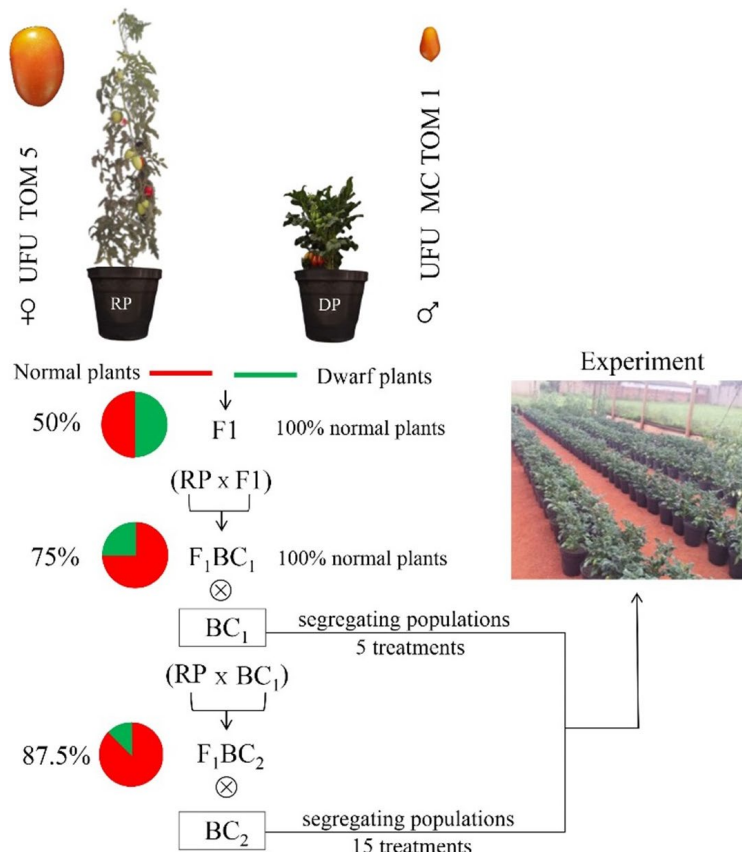 ♀ UFU TOM 5
RP
DP
♂ UFU MC TOM 1
Normal plants
Dwarf plants
Experiment
50%
F1
100% normal plants
(RP x F1)
75%
F₁BC₁
100% normal plants
⊗
BC₁
segregating populations
5 treatments
(RP x BC₁)
87.5%
F₁BC₂
⊗
BC₂
segregating populations
15 treatments